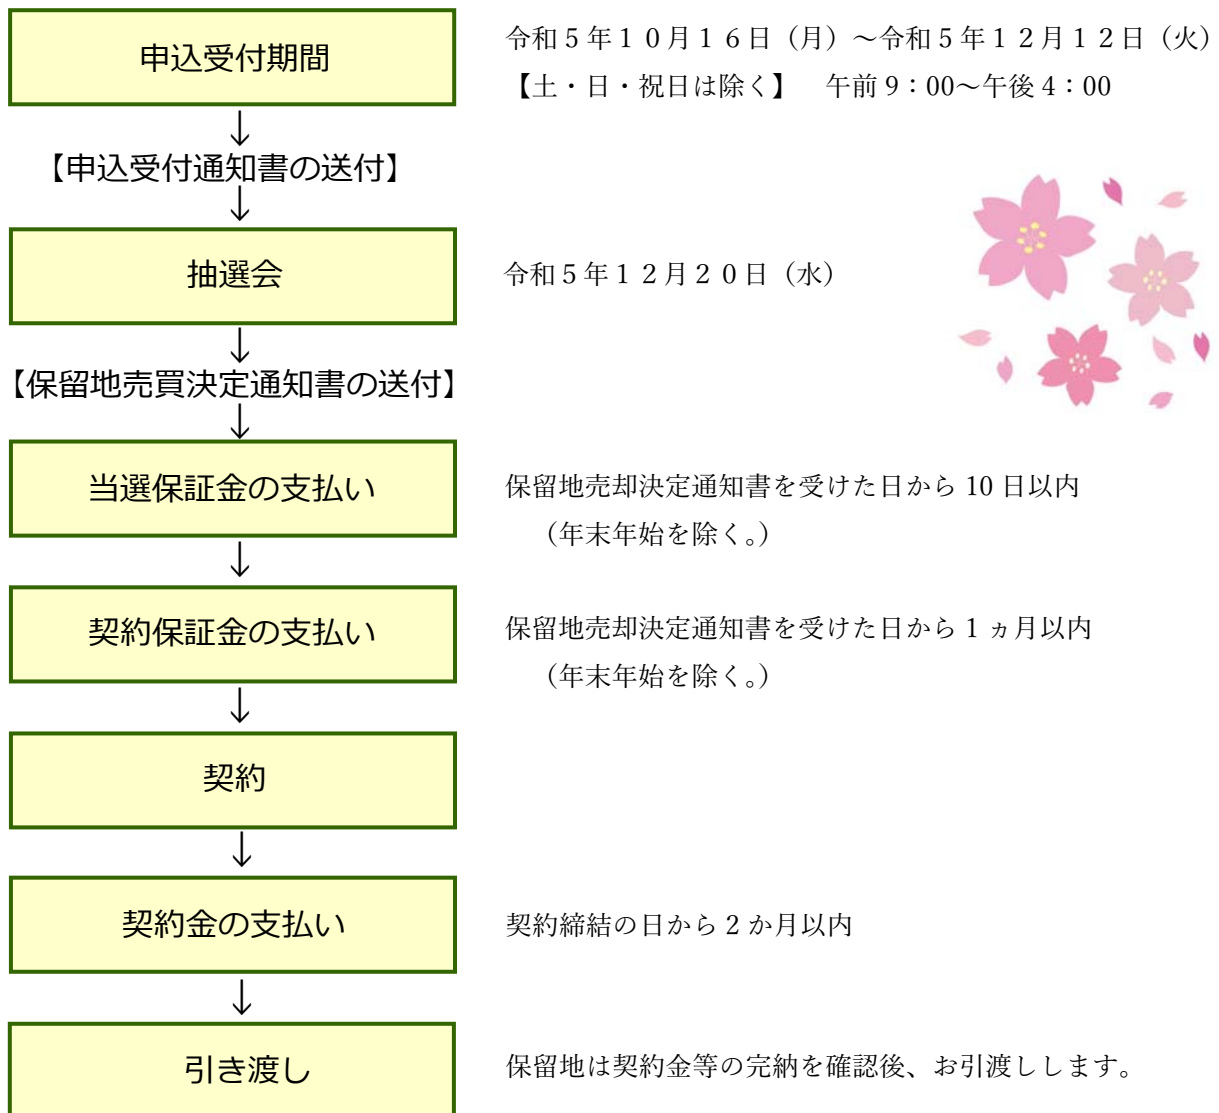 申込受付期間
令和５年１０月１６日（月）～令和５年１２月１２日（火）
【土・日・祝日は除く】　午前 9：00～午後 4：00
↓
【申込受付通知書の送付】
↓
抽選会
令和５年１２月２０日（水）
↓
【保留地売買決定通知書の送付】
↓
当選保証金の支払い
保留地売却決定通知書を受けた日から 10 日以内
（年末年始を除く。）
↓
契約保証金の支払い
保留地売却決定通知書を受けた日から 1 ヵ月以内
（年末年始を除く。）
↓
契約
↓
契約金の支払い
契約締結の日から 2 か月以内
↓
引き渡し
保留地は契約金等の完納を確認後、お引渡しします。